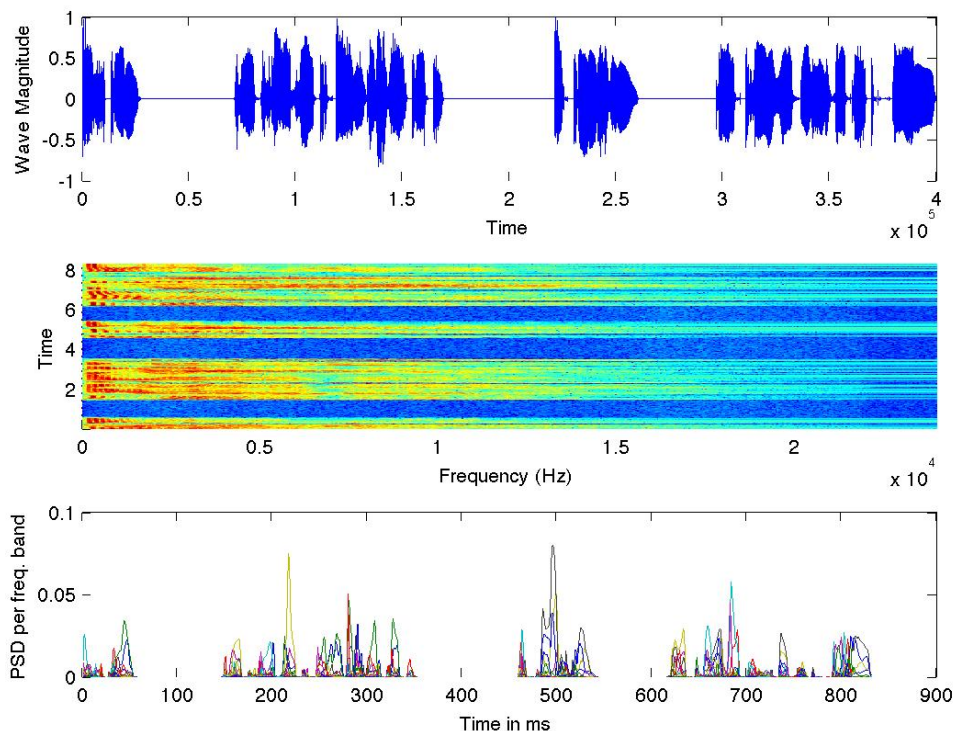 1
0.5
0
-0.5
-1
Wave Magnitude
0 0.5 1 1.5 2 2.5 3 3.5 4
Time
x 10^5
8
6
4
2
Time
0 0.5 1 1.5 2
Frequency (Hz)
x 10^4
0.1
0.05
0
PSD per freq. band
0 100 200 300 400 500 600 700 800 900
Time in ms